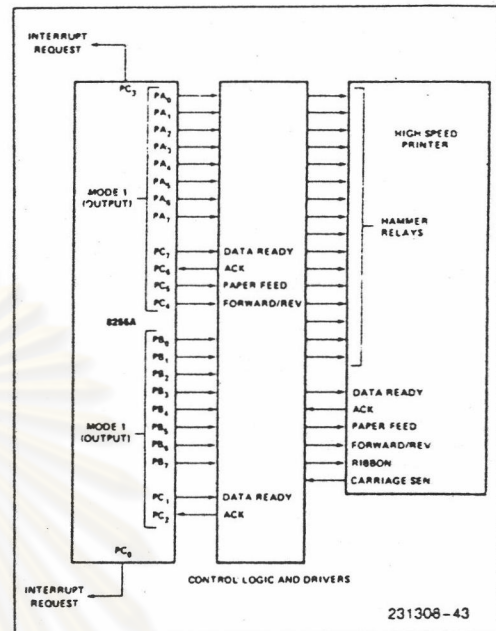 INTERRUPT
REQUEST
PC₃
PA₀
PA₁
PA₂
PA₃
PA₄
PA₅
PA₆
PA₇
MODE 1
(OUTPUT)
PC₇ DATA READY
PC₆ ACK
PC₅ PAPER FEED
PC₄ FORWARD/REV
8255A
PB₀
PB₁
PB₂
PB₃
PB₄
PB₅
PB₆
PB₇
MODE 1
(OUTPUT)
PC₁ DATA READY
PC₂ ACK
PC₀
INTERRUPT
REQUEST
CONTROL LOGIC AND DRIVERS
HIGH SPEED
PRINTER
HAMMER
RELAYS
DATA READY
ACK
PAPER FEED
FORWARD/REV
RIBBON
CARRIAGE SEN
231308-43